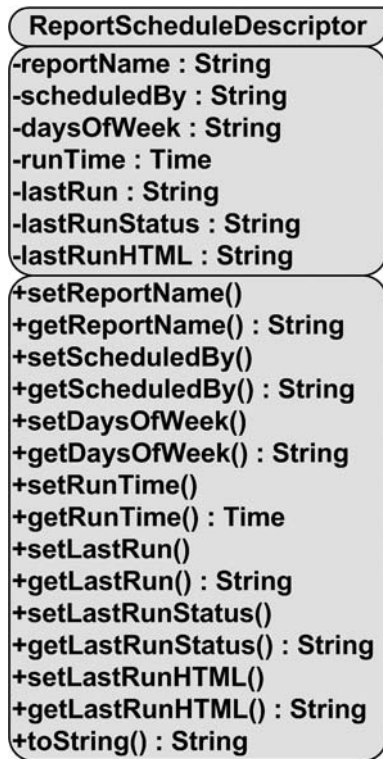 ReportScheduleDescriptor
-reportName : String
-scheduledBy : String
-daysOfWeek : String
-runTime : Time
-lastRun : String
-lastRunStatus : String
-lastRunHTML : String
+setReportName()
+getReportName() : String
+setScheduledBy()
+getScheduledBy() : String
+setDaysOfWeek()
+getDaysOfWeek() : String
+setRunTime()
+getRunTime() : Time
+setLastRun()
+getLastRun() : String
+setLastRunStatus()
+getLastRunStatus() : String
+setLastRunHTML()
+getLastRunHTML() : String
+toString() : String